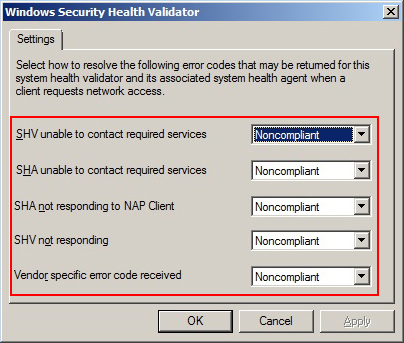 Windows Security Health Validator
Settings
Select how to resolve the following error codes that may be returned for this
system health validator and its associated system health agent when a
client requests network access.
SHV unable to contact required services Noncompliant
SHA unable to contact required services Noncompliant
SHA not responding to NAP Client Noncompliant
SHV not responding Noncompliant
Vendor specific error code received Noncompliant
OK Cancel Apply